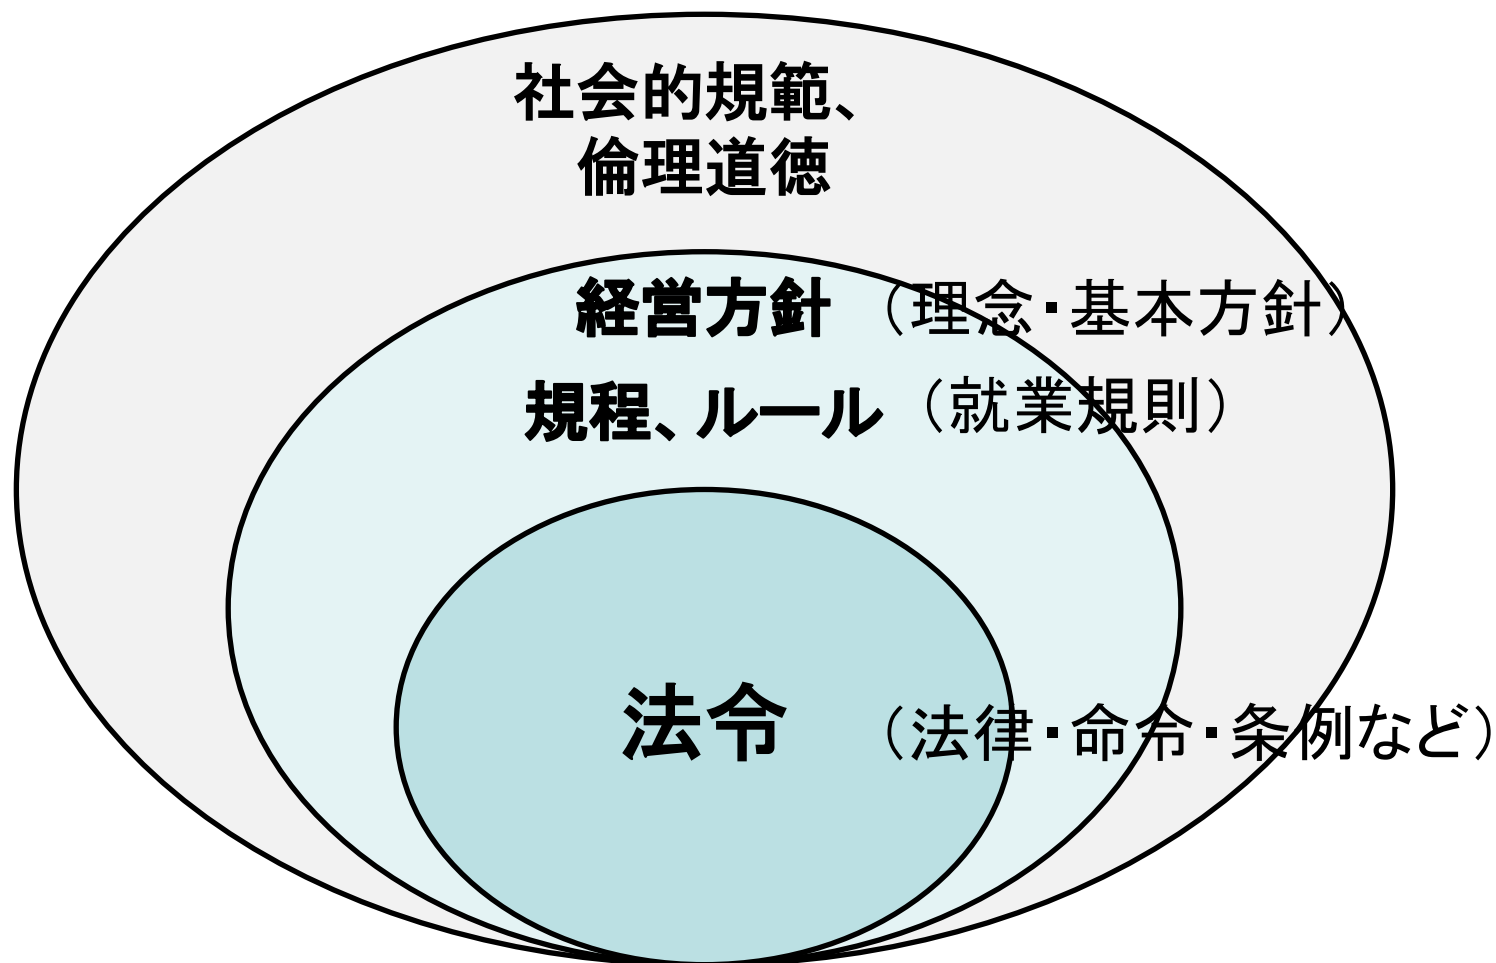 社会的規範、
倫理道徳
経営方針 （理念・基本方針）
規程、ルール（就業規則）
法令 （法律・命令・条例など）